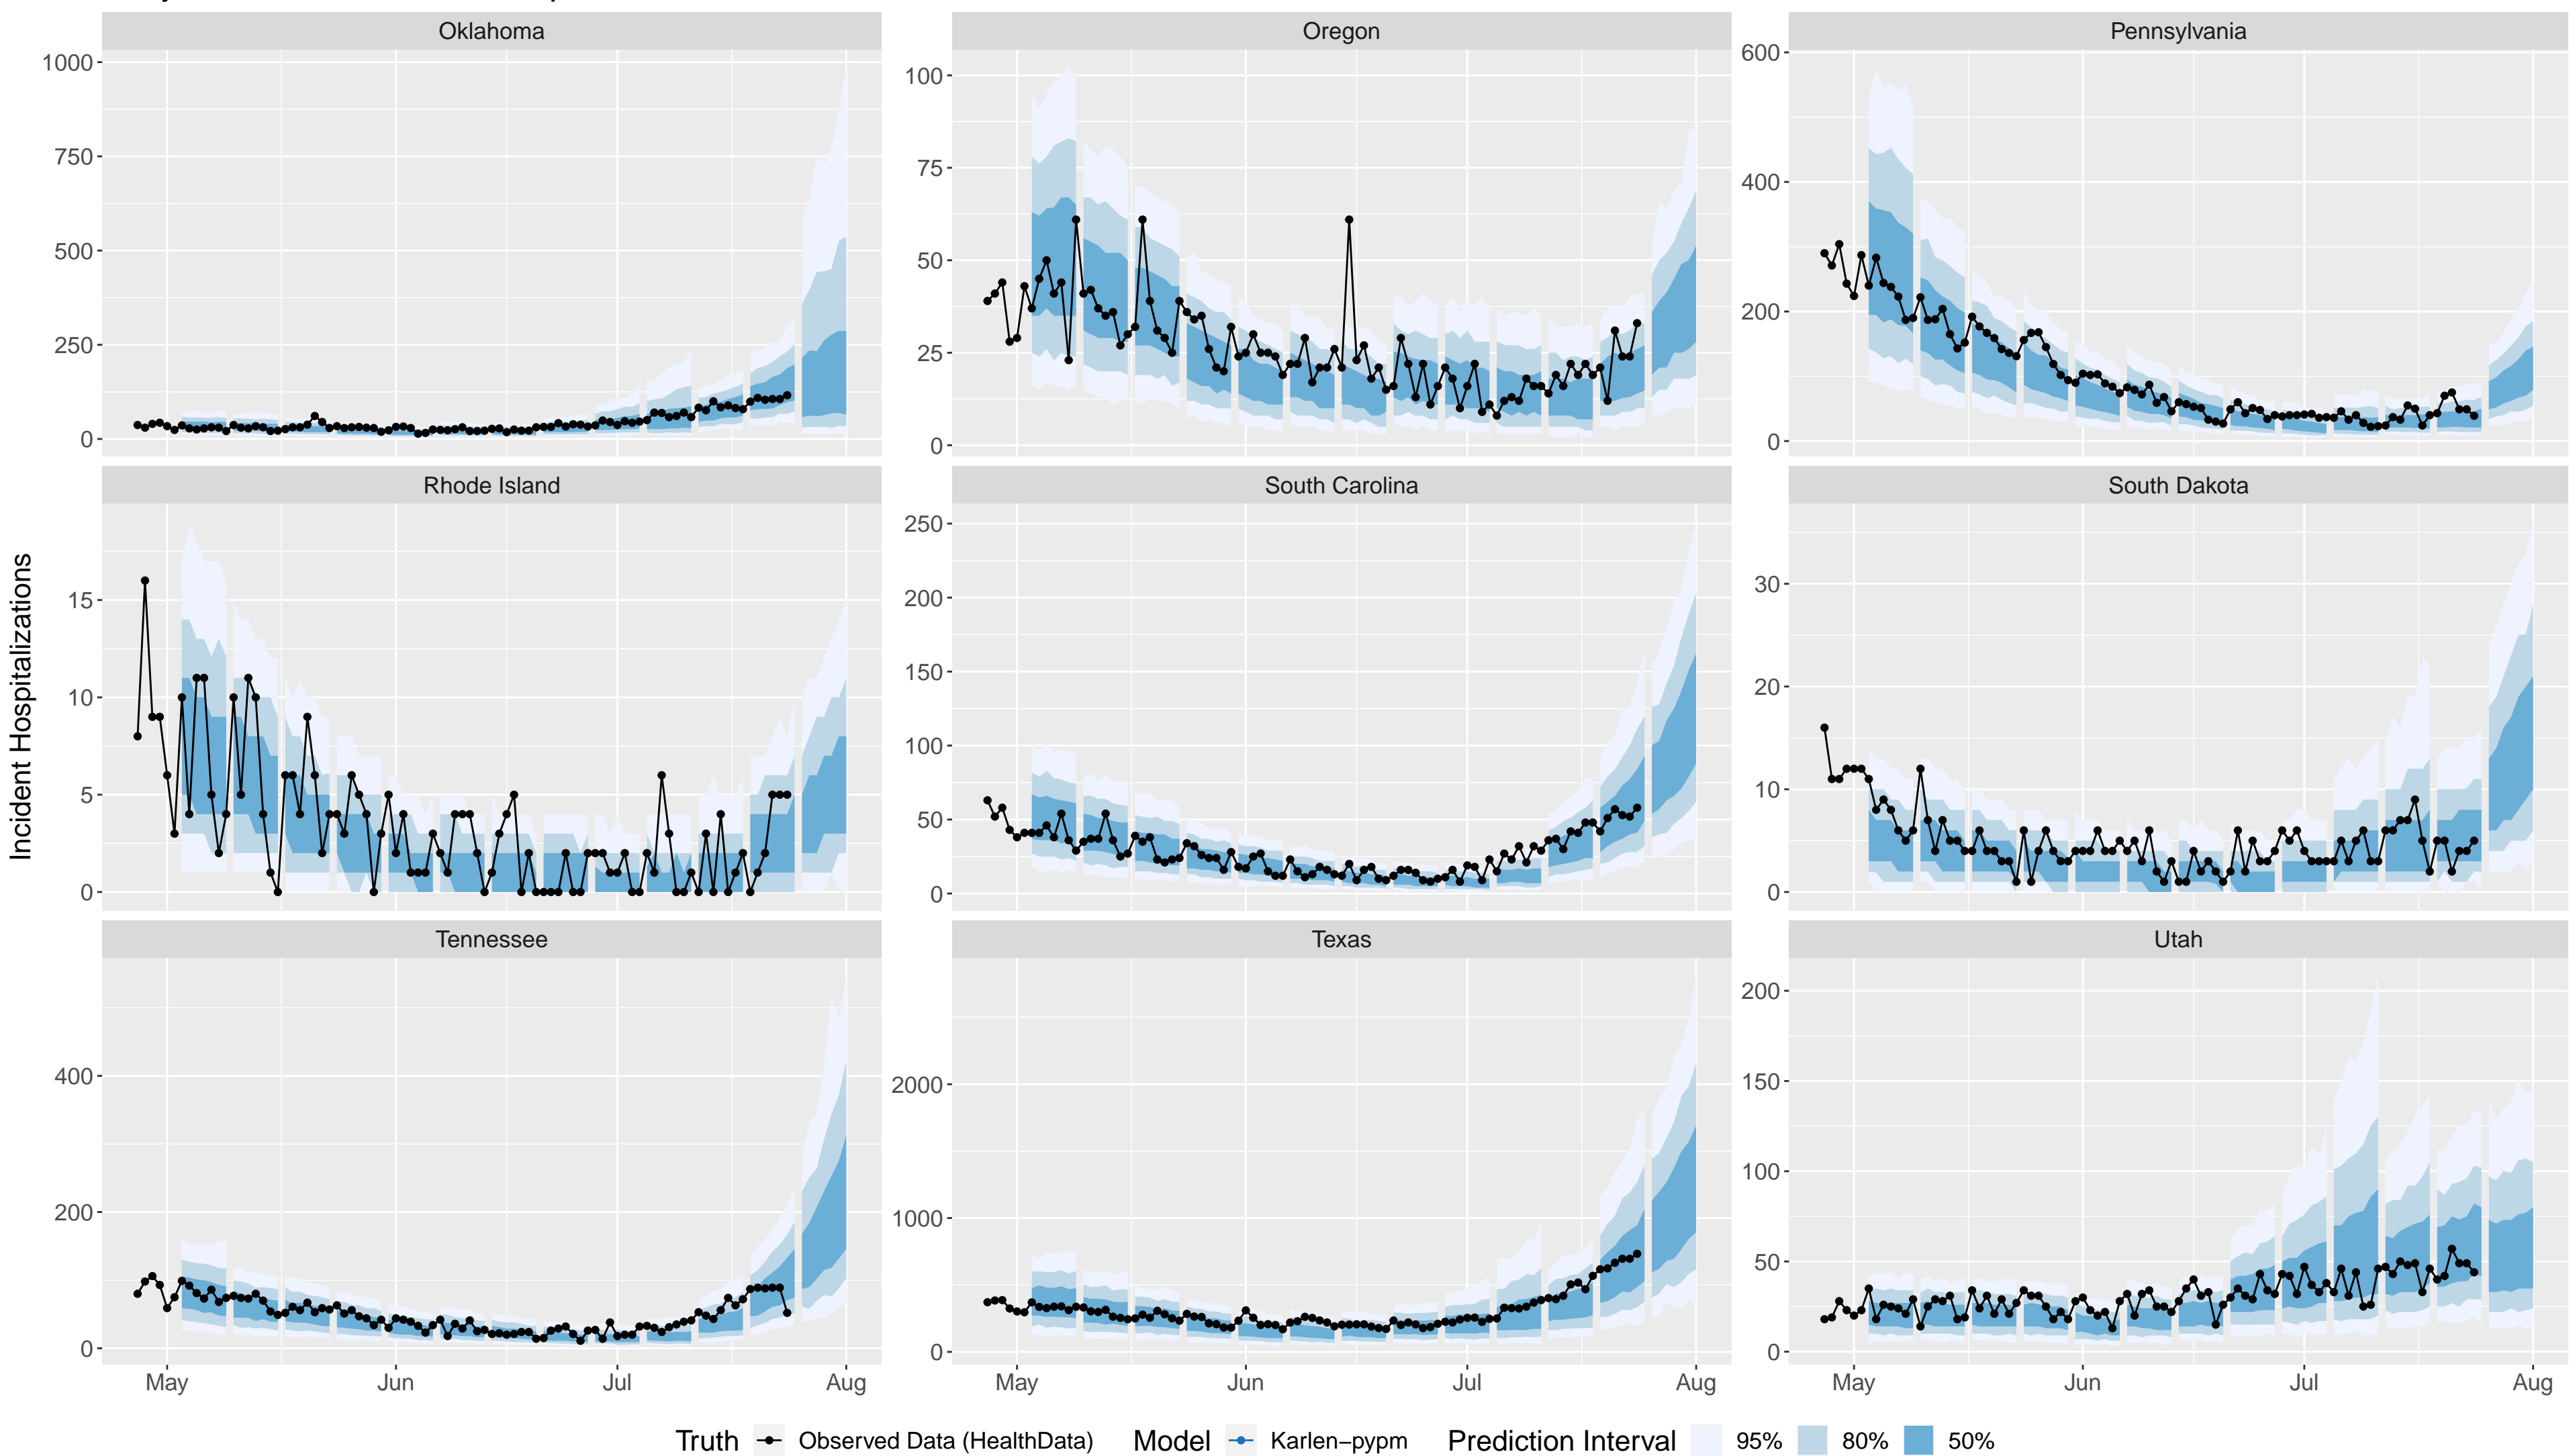 Oklahoma
Oregon
Pennsylvania
1000
750
500
250
0
100
75
50
25
0
600
400
200
0
Rhode Island
South Carolina
South Dakota
Incident Hospitalizations
15
10
5
0
250
200
150
100
50
0
30
20
10
0
Tennessee
Texas
Utah
400
200
0
2000
1000
0
200
150
100
50
0
May Jun Jul Aug
May Jun Jul Aug
May Jun Jul Aug
Truth Observed Data (HealthData) Model Karlen−pypm Prediction Interval 95% 80% 50%